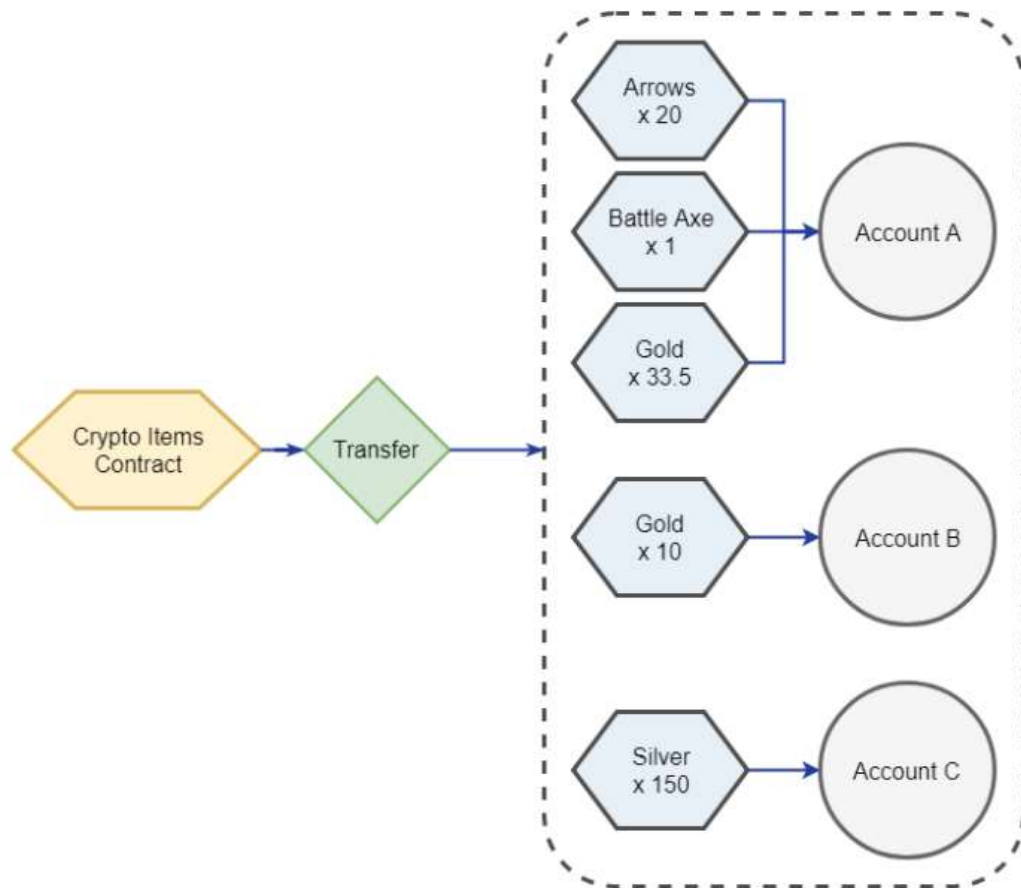 Arrows
x 20
Battle Axe
x 1
Account A
Gold
x 33.5
Crypto Items
Contract
Transfer
Gold
x 10
Account B
Silver
x 150
Account C